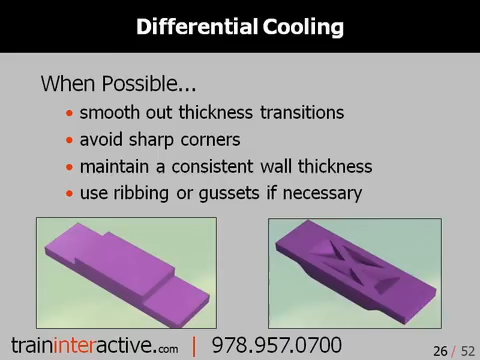 Differential Cooling
When Possible...
• smooth out thickness transitions
• avoid sharp corners
• maintain a consistent wall thickness
• use ribbing or gussets if necessary
traininteractive.com | 978.957.0700
26 / 52